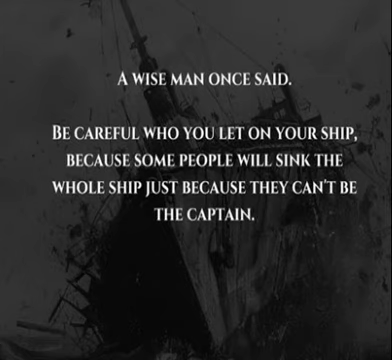 A WISE MAN ONCE SAID.
BE CAREFUL WHO YOU LET ON YOUR SHIP,
BECAUSE SOME PEOPLE WILL SINK THE
WHOLE SHIP JUST BECAUSE THEY CAN'T BE
THE CAPTAIN.